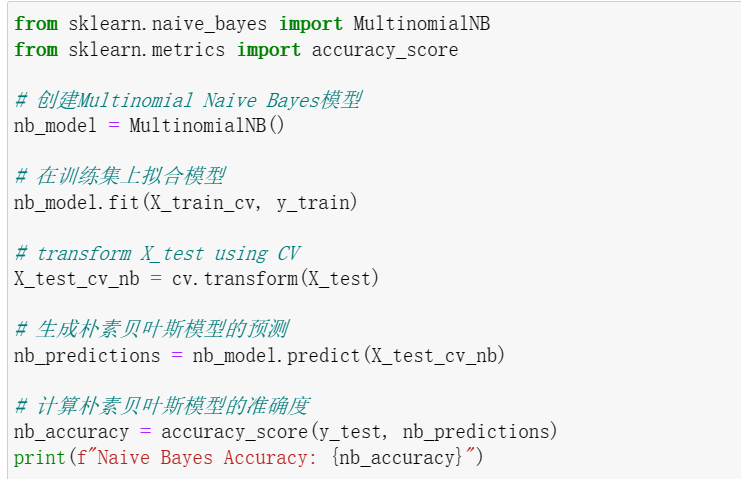 from sklearn.naive_bayes import MultinomialNB
from sklearn.metrics import accuracy_score
# 创建Multinomial Naive Bayes模型
nb_model = MultinomialNB()
# 在训练集上拟合模型
nb_model.fit(X_train_cv, y_train)
# transform X_test using CV
X_test_cv_nb = cv.transform(X_test)
# 生成朴素贝叶斯模型的预测
nb_predictions = nb_model.predict(X_test_cv_nb)
# 计算朴素贝叶斯模型的准确度
nb_accuracy = accuracy_score(y_test, nb_predictions)
print(f"Naive Bayes Accuracy: {nb_accuracy}")